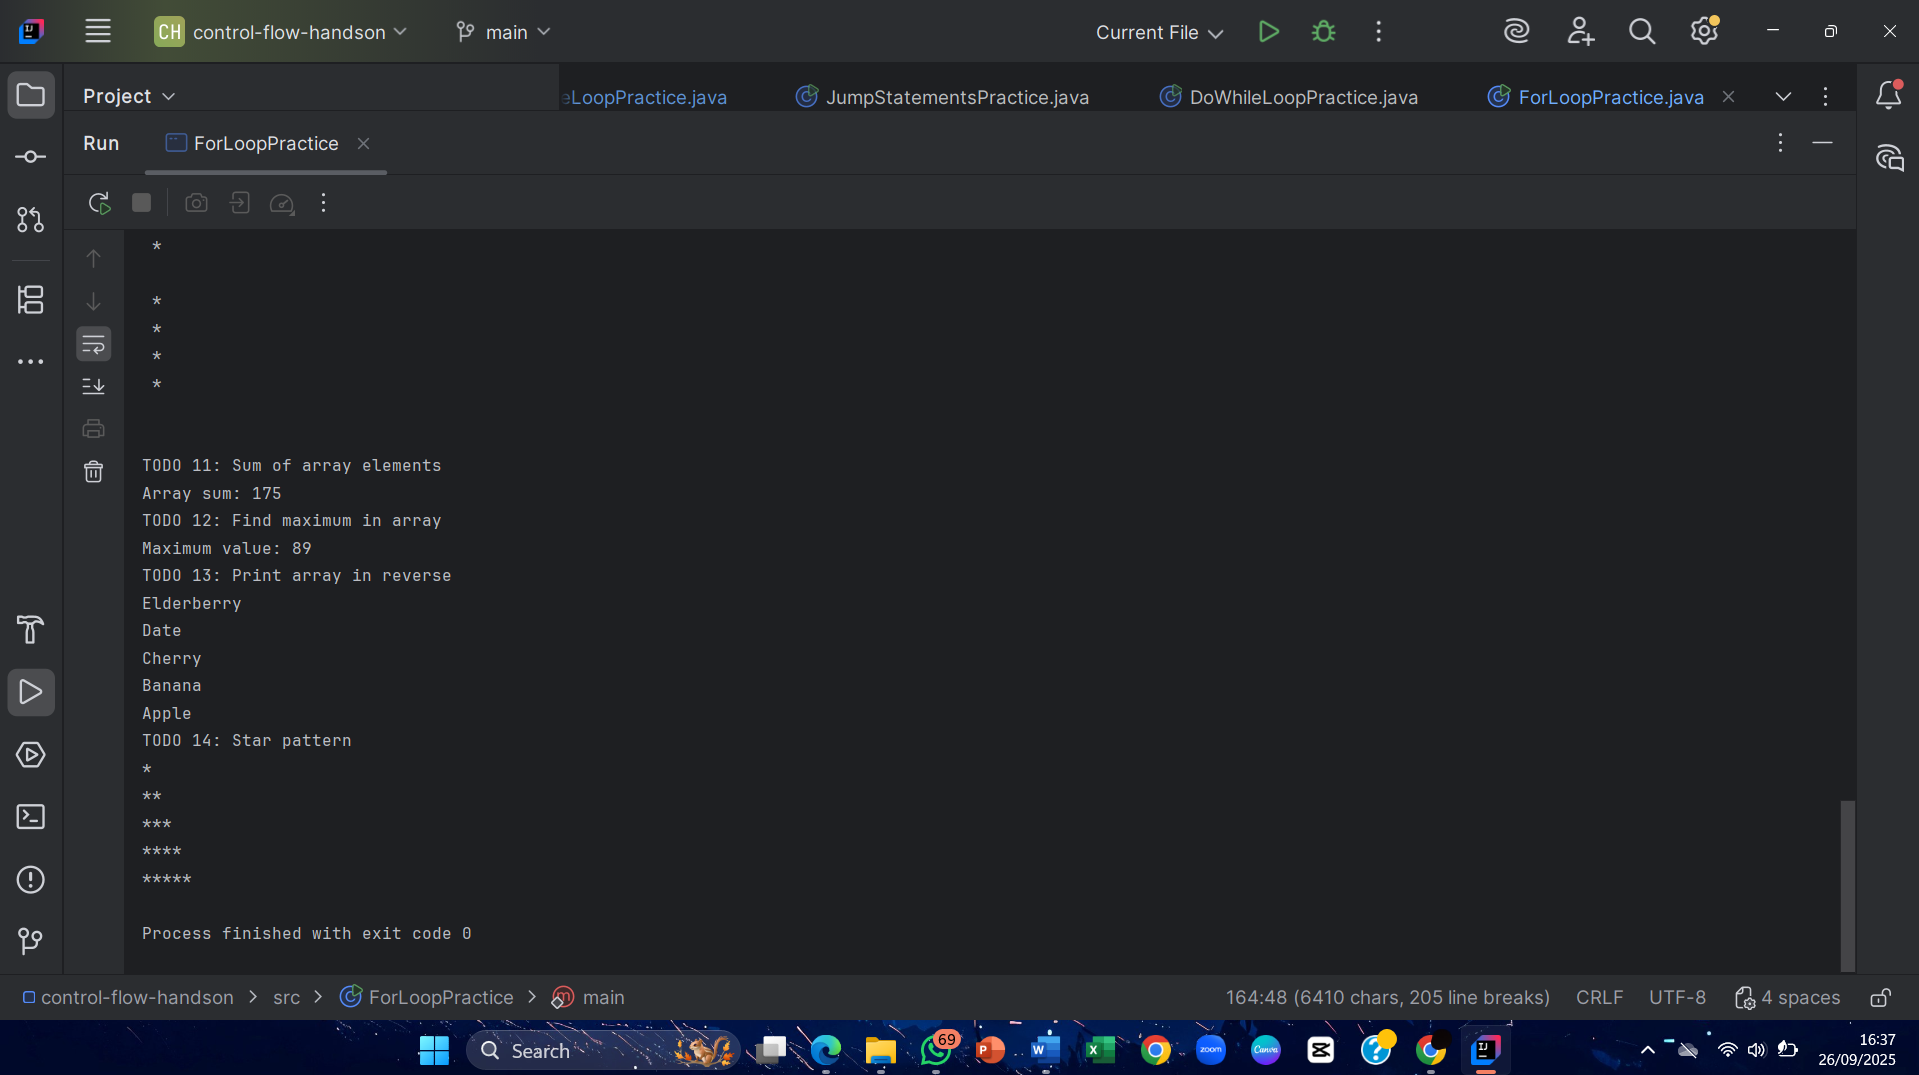 CH control-flow-handson main Current File
Project eLoopPractice.java JumpStatementsPractice.java DoWhileLoopPractice.java ForLoopPractice.java
Run ForLoopPractice
*
*
*
*
*
TODO 11: Sum of array elements
Array sum: 175
TODO 12: Find maximum in array
Maximum value: 89
TODO 13: Print array in reverse
Elderberry
Date
Cherry
Banana
Apple
TODO 14: Star pattern
*
**
***
****
*****
Process finished with exit code 0
control-flow-handson > src > ForLoopPractice > main 164:48 (6410 chars, 205 line breaks) CRLF UTF-8 4 spaces
Search 69 zoom Canva 16:37
26/09/2025